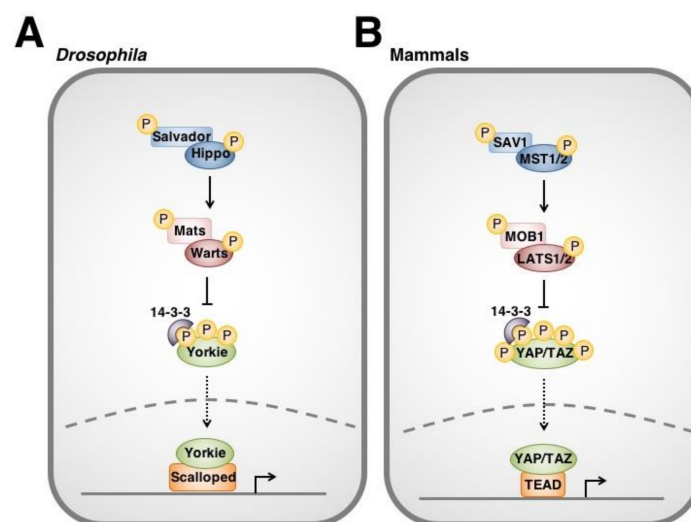 A
Drosophila
P
Salvador
P
Hippo
P
Mats
P
Warts
14-3-3
P
P
P
Yorkie
Yorkie
Scalloped
B
Mammals
P
SAV1
P
MST1/2
P
MOB1
P
LATS1/2
14-3-3
P
P
P
P
P
YAP/TAZ
YAP/TAZ
TEAD